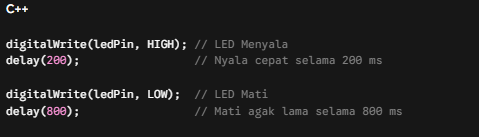 C++
digitalWrite(ledPin, HIGH); // LED Menyala
delay(200); // Nyala cepat selama 200 ms
digitalWrite(ledPin, LOW); // LED Mati
delay(800); // Mati agak lama selama 800 ms